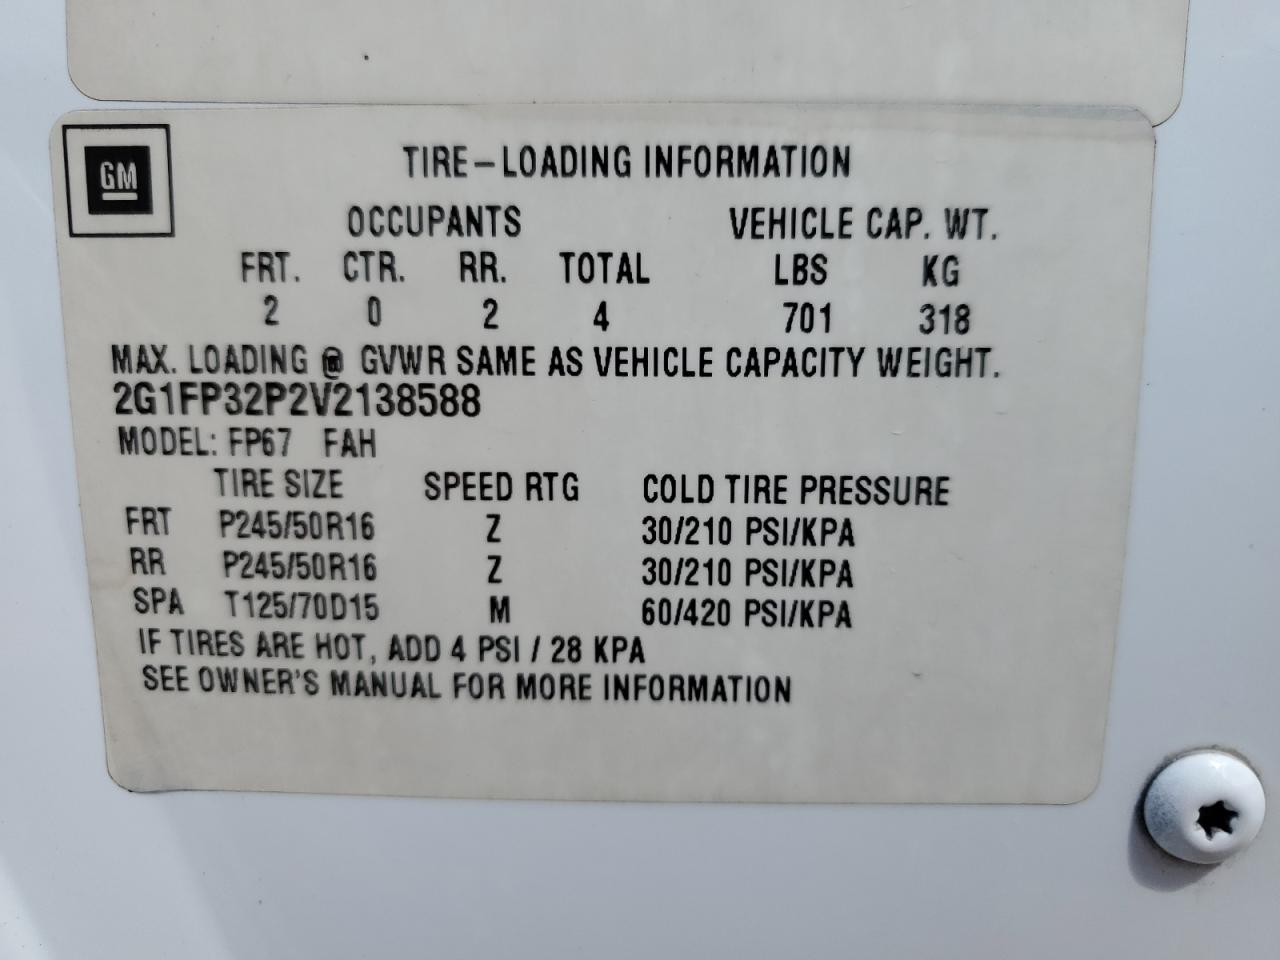 GM
TIRE-LOADING INFORMATION
OCCUPANTS VEHICLE CAP. WT.
FRT. CTR. RR. TOTAL LBS KG
2 0 2 4 701 318
MAX. LOADING @ GVWR SAME AS VEHICLE CAPACITY WEIGHT.
2G1FP32P2V2138588
MODEL: FP67 FAH
TIRE SIZE SPEED RTG COLD TIRE PRESSURE
FRT P245/50R16 Z 30/210 PSI/KPA
RR P245/50R16 Z 30/210 PSI/KPA
SPA T125/70D15 M 60/420 PSI/KPA
IF TIRES ARE HOT, ADD 4 PSI / 28 KPA
SEE OWNER'S MANUAL FOR MORE INFORMATION